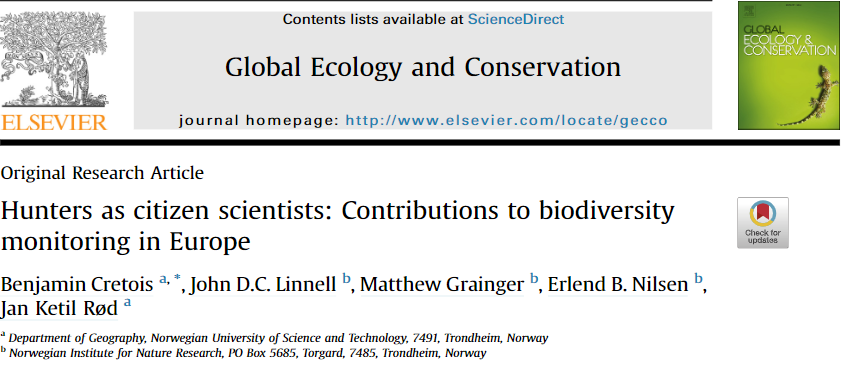 Contents lists available at ScienceDirect
Global Ecology and Conservation
journal homepage: http://www.elsevier.com/locate/gecco
ELSEVIER
GLOBAL
ECOLOGY &
CONSERVATION
Original Research Article
Hunters as citizen scientists: Contributions to biodiversity
monitoring in Europe
Check for
updates
Benjamin Cretois a, *, John D.C. Linnell b, Matthew Grainger b, Erlend B. Nilsen b,
Jan Ketil Rød a
a Department of Geography, Norwegian University of Science and Technology, 7491, Trondheim, Norway
b Norwegian Institute for Nature Research, PO Box 5685, Torgard, 7485, Trondheim, Norway